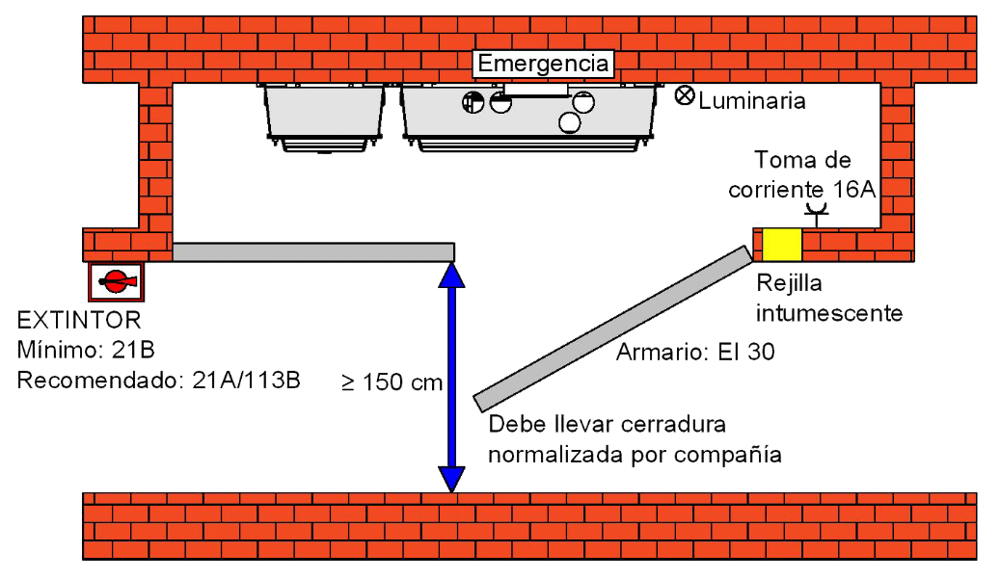 Emergencia
Luminaria
Toma de
corriente 16A
Rejilla
intumescente
EXTINTOR
Mínimo: 21B
Recomendado: 21A/113B
≥ 150 cm
Armario: EI 30
Debe llevar cerradura
normalizada por compañía